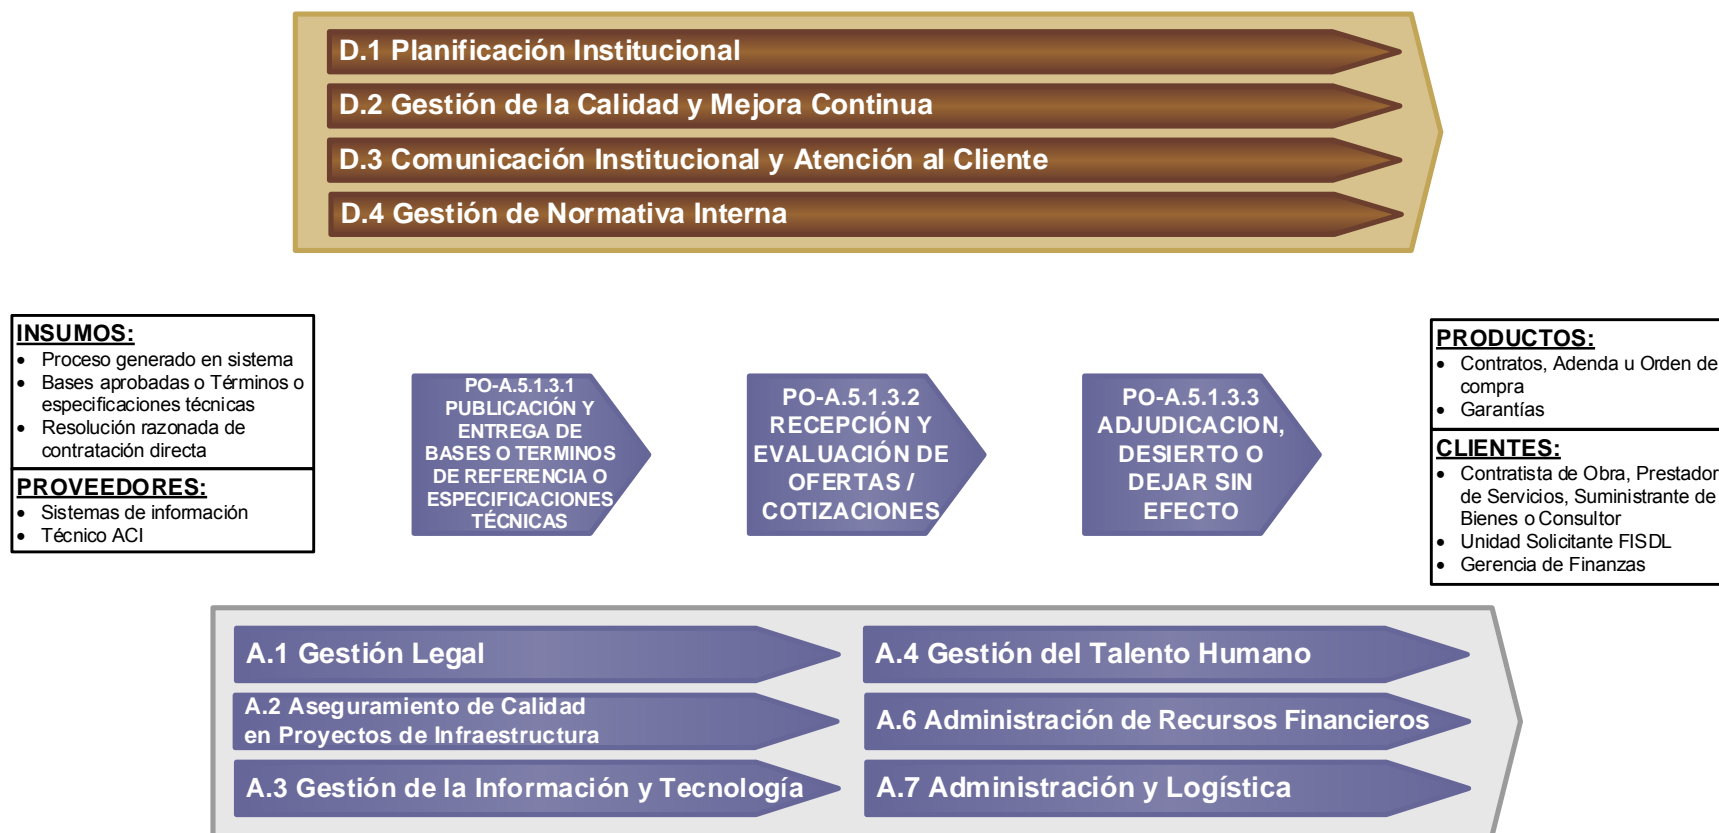 D.1 Planificación Institucional
D.2 Gestión de la Calidad y Mejora Continua
D.3 Comunicación Institucional y Atención al Cliente
D.4 Gestión de Normativa Interna
INSUMOS:
• Proceso generado en sistema
• Bases aprobadas o Términos o
especificaciones técnicas
• Resolución razonada de
contratación directa
PROVEEDORES:
• Sistemas de información
• Técnico ACI
PO-A.5.1.3.1
PUBLICACIÓN Y
ENTREGA DE
BASES O TERMINOS
DE REFERENCIA O
ESPECIFICACIONES
TÉCNICAS
PO-A.5.1.3.2
RECEPCIÓN Y
EVALUACIÓN DE
OFERTAS /
COTIZACIONES
PO-A.5.1.3.3
ADJUDICACION,
DESIERTO O
DEJAR SIN
EFECTO
PRODUCTOS:
• Contratos, Adenda u Orden de
compra
• Garantías
CLIENTES:
• Contratista de Obra, Prestador
de Servicios, Suministrante de
Bienes o Consultor
• Unidad Solicitante FISDL
• Gerencia de Finanzas
A.1 Gestión Legal
A.2 Aseguramiento de Calidad
en Proyectos de Infraestructura
A.3 Gestión de la Información y Tecnología
A.4 Gestión del Talento Humano
A.6 Administración de Recursos Financieros
A.7 Administración y Logística